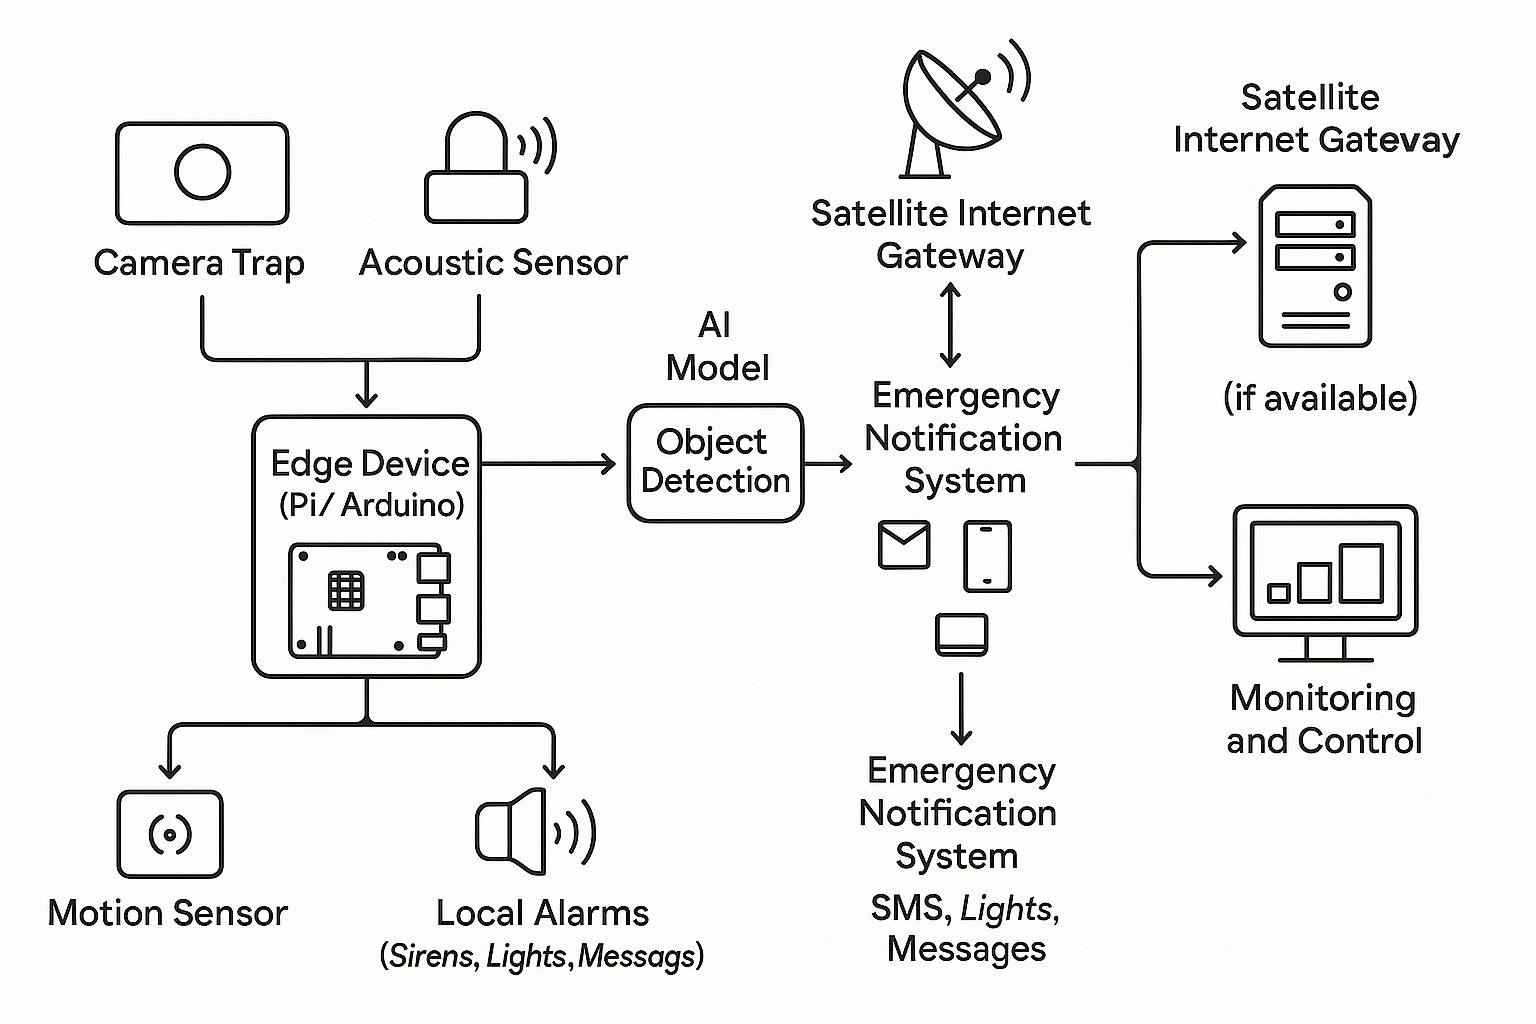 Camera Trap
Acoustic Sensor
Satellite Internet
Gateway
Satellite
Internet Gatevay
(if available)
AI
Model
Object
Detection
Edge Device
(Pi/ Arduino)
Emergency
Notification
System
Monitoring
and Control
Motion Sensor
Local Alarms
(Sirens, Lights, Messags)
Emergency
Notification
System
SMS, Lights,
Messages